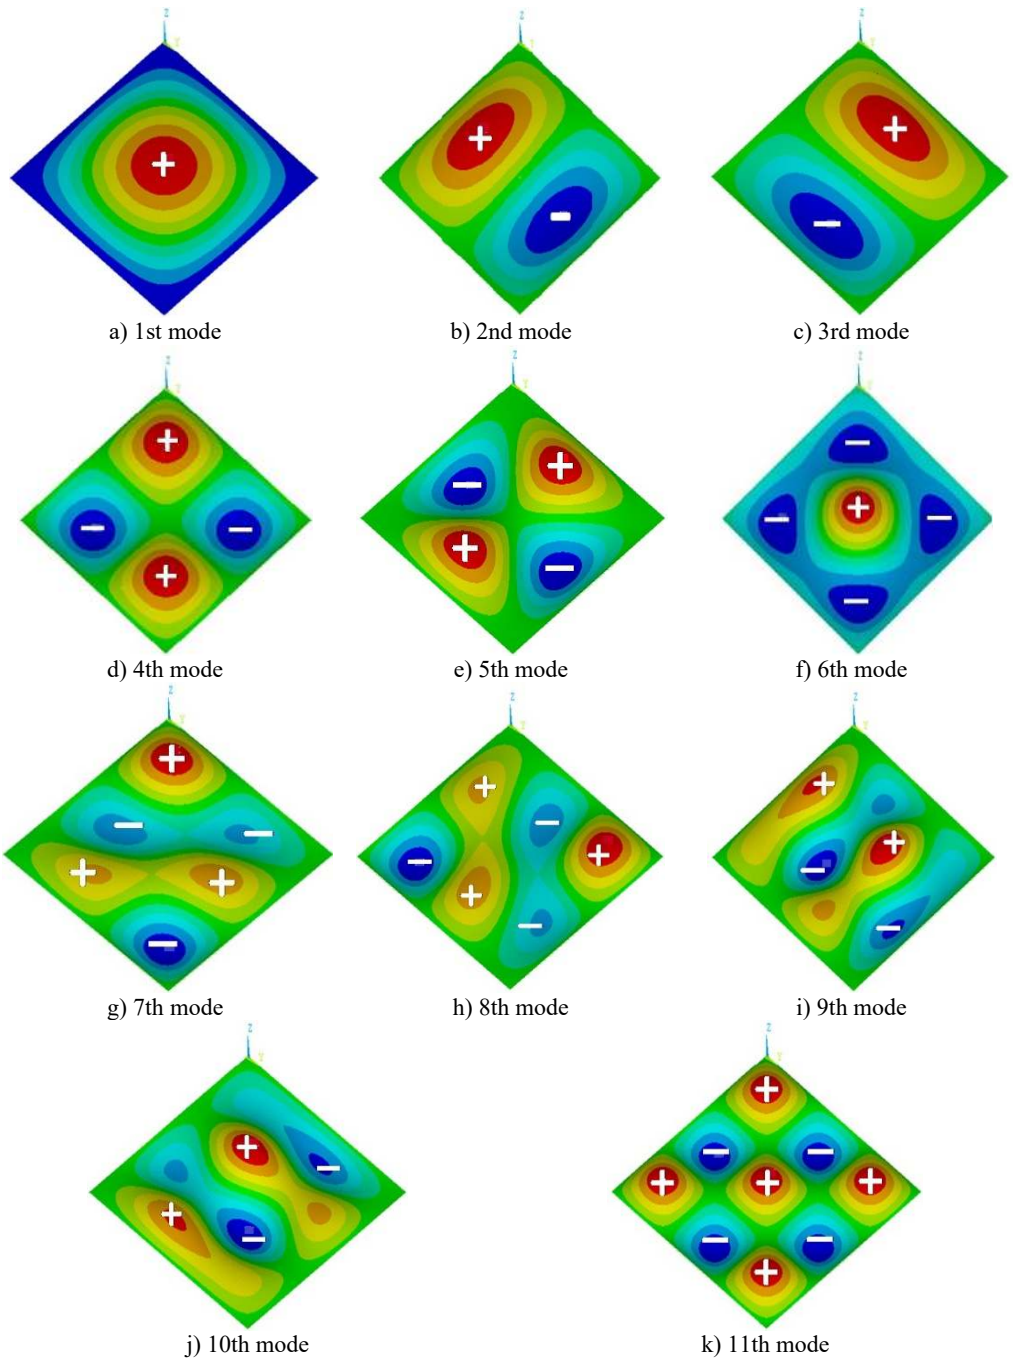 Z
Y
Z
Y
Z
Y
a) 1st mode
b) 2nd mode
c) 3rd mode
Z
Y
Z
Y
Z
Y
d) 4th mode
e) 5th mode
f) 6th mode
Z
Y
Z
Y
Z
Y
g) 7th mode
h) 8th mode
i) 9th mode
Z
Y
Z
Y
j) 10th mode
k) 11th mode